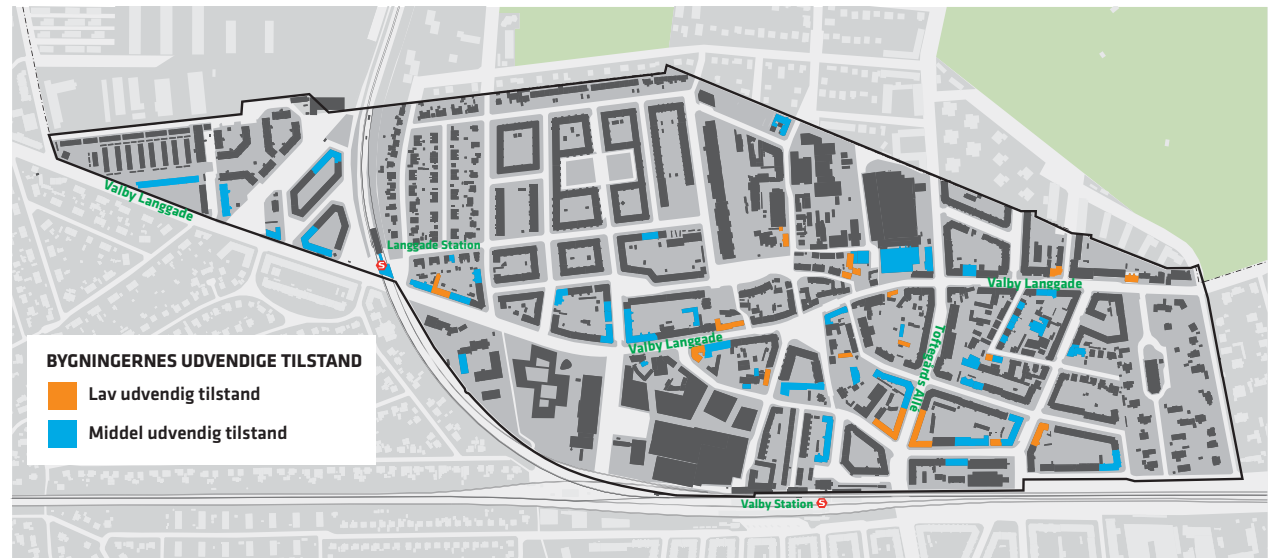 Valby Langgade
Langgade Station
S
Valby Langgade
Valby Langgade
Toftegårds Allé
BYGNINGERNES UDVENDIGE TILSTAND
Lav udvendig tilstand
Middel udvendig tilstand
Valby Station
S